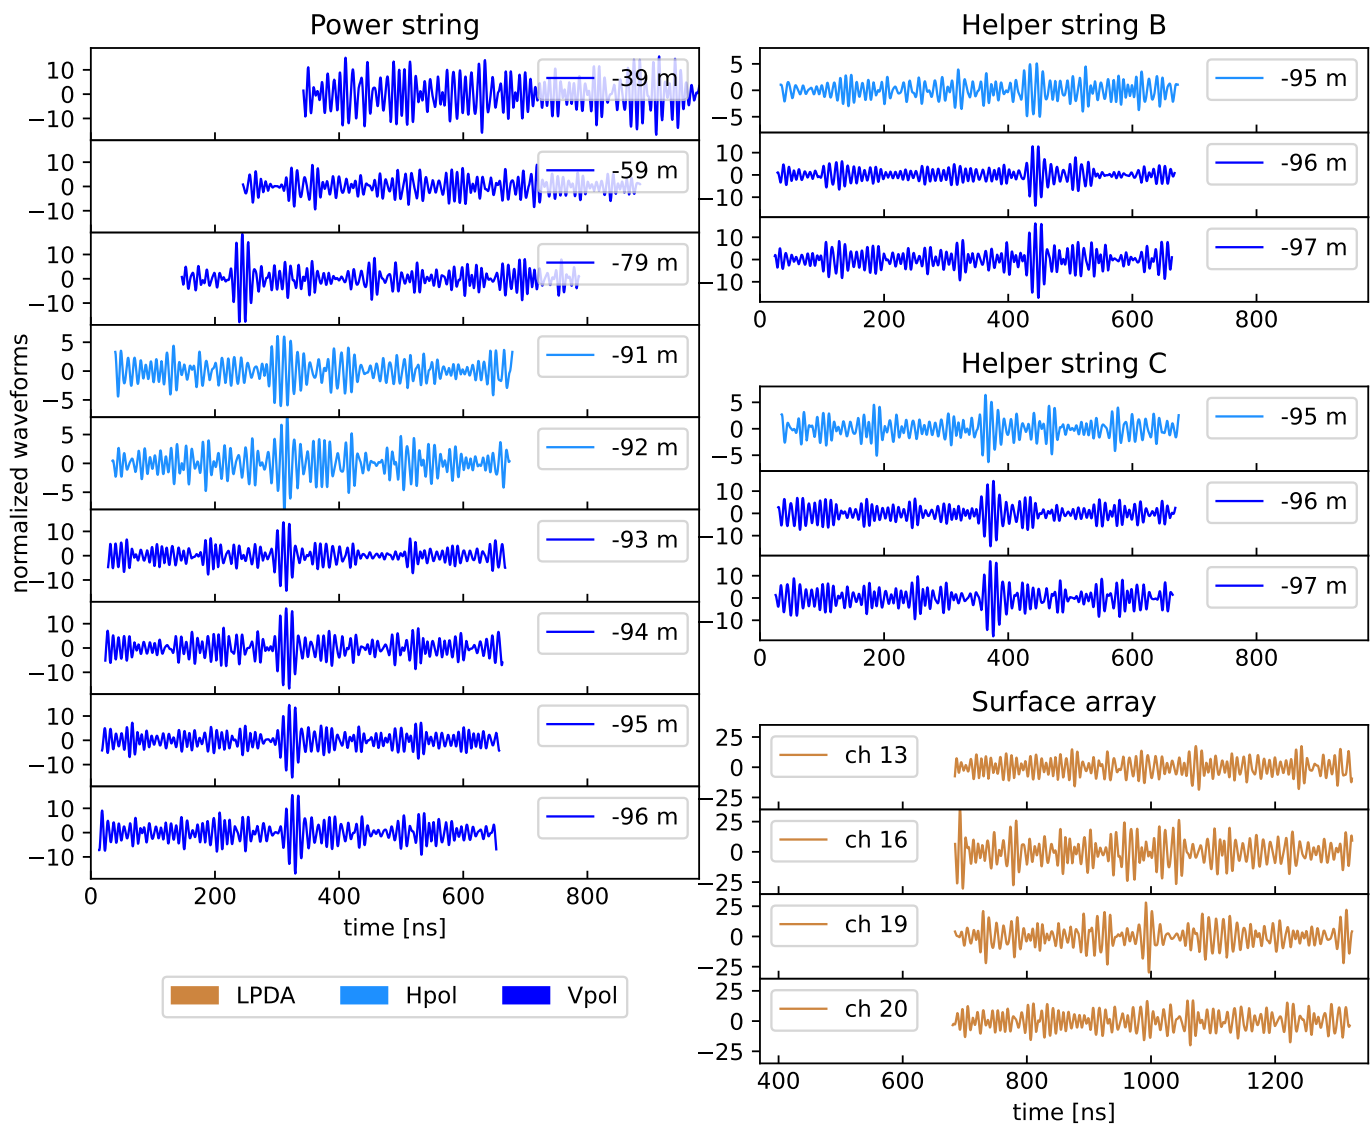 Power string
10
0
−10
-39 m
10
0
−10
-59 m
10
0
−10
-79 m
5
0
−5
-91 m
5
0
−5
-92 m
10
0
−10
-93 m
10
0
−10
-94 m
10
0
−10
-95 m
10
0
−10
-96 m
0 200 400 600 800
time [ns]
normalized waveforms
LPDA Hpol Vpol
Helper string B
5
0
−5
-95 m
10
0
−10
-96 m
10
0
−10
-97 m
0 200 400 600 800
Helper string C
5
0
−5
-95 m
10
0
−10
-96 m
10
0
−10
-97 m
0 200 400 600 800
Surface array
25
0
−25
ch 13
25
0
−25
ch 16
25
0
−25
ch 19
25
0
−25
ch 20
400 600 800 1000 1200
time [ns]